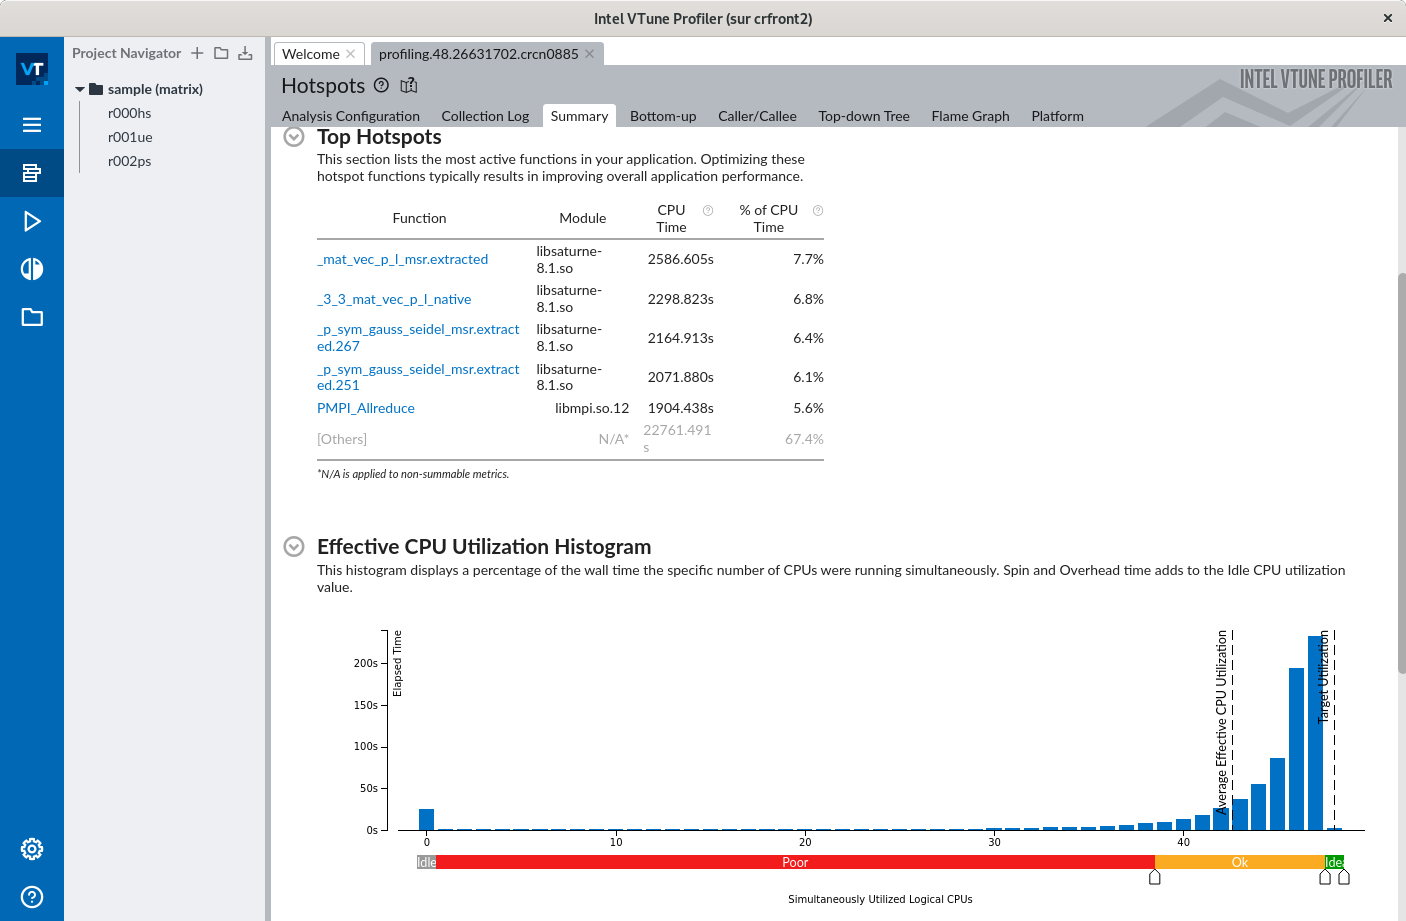 Intel VTune Profiler (sur crfront2)
VT
Project Navigator
sample (matrix)
r000hs
r001ue
r002ps
Welcome
profiling.48.26631702.crcn0885
Hotspots
INTEL VTUNE PROFILER
Analysis Configuration Collection Log Summary Bottom-up Caller/Callee Top-down Tree Flame Graph Platform
Top Hotspots
This section lists the most active functions in your application. Optimizing these
hotspot functions typically results in improving overall application performance.
Function Module CPU Time % of CPU Time
_mat_vec_p_l_msr.extracted libsaturne-8.1.so 2586.605s 7.7%
_3_3_mat_vec_p_l_native libsaturne-8.1.so 2298.823s 6.8%
_p_sym_gauss_seidel_msr.extracted.267 libsaturne-8.1.so 2164.913s 6.4%
_p_sym_gauss_seidel_msr.extracted.251 libsaturne-8.1.so 2071.880s 6.1%
PMPI_Allreduce libmpi.so.12 1904.438s 5.6%
[Others] N/A* 22761.491s 67.4%
*N/A is applied to non-summable metrics.
Effective CPU Utilization Histogram
This histogram displays a percentage of the wall time the specific number of CPUs were running simultaneously. Spin and Overhead time adds to the Idle CPU utilization
value.
Elapsed Time
200s
150s
100s
50s
0s
Average Effective CPU Utilization
Target Utilization
0 10 20 30 40
Idle Poor Ok Idea
Simultaneously Utilized Logical CPUs